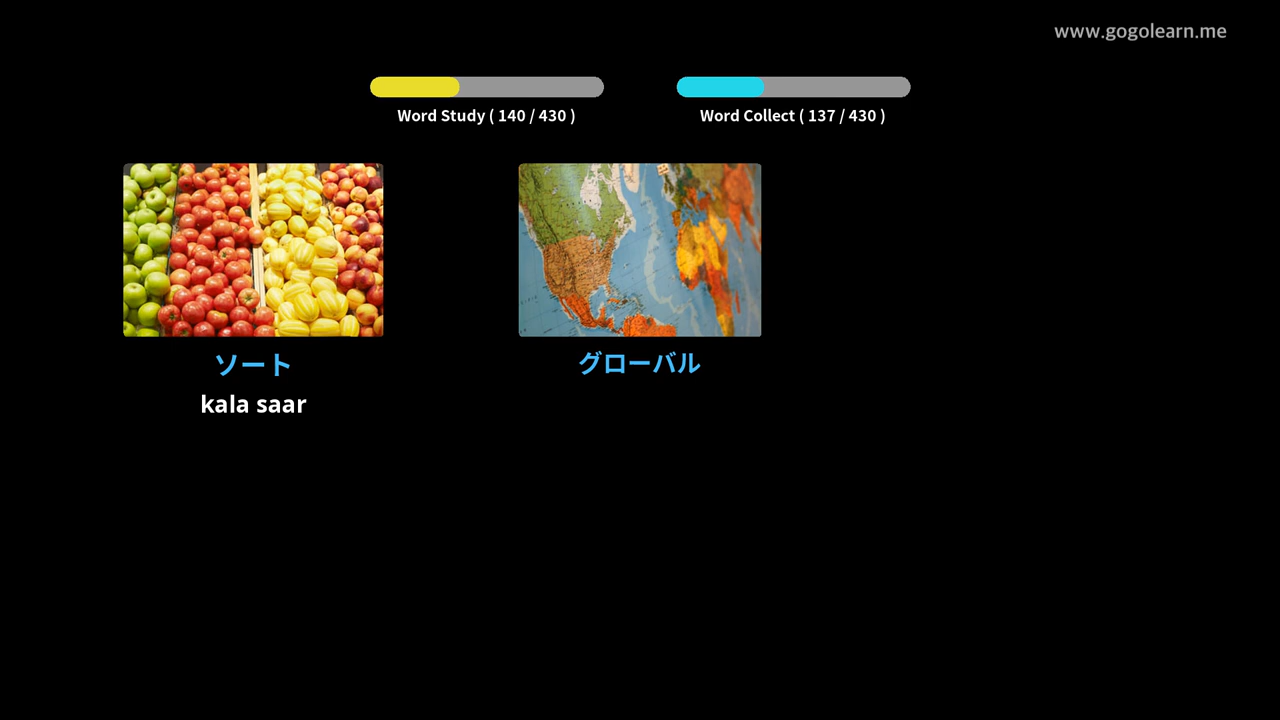 www.gogolearn.me
Word Study ( 140 / 430 )
Word Collect ( 137 / 430 )
ソート
グローバル
kala saar